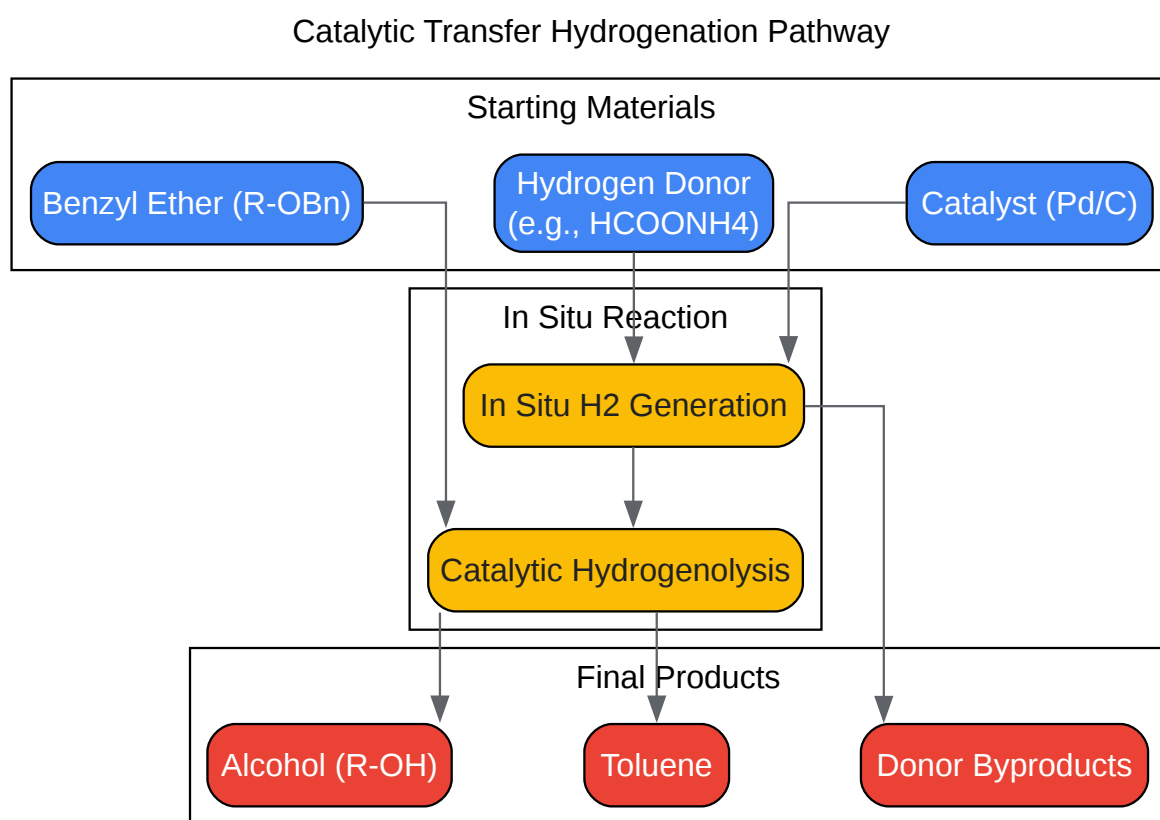 Catalytic Transfer Hydrogenation Pathway
Starting Materials
Benzyl Ether (R-OBn)
Hydrogen Donor
(e.g., HCOONH4)
Catalyst (Pd/C)
In Situ Reaction
In Situ H2 Generation
Catalytic Hydrogenolysis
Final Products
Alcohol (R-OH)
Toluene
Donor Byproducts